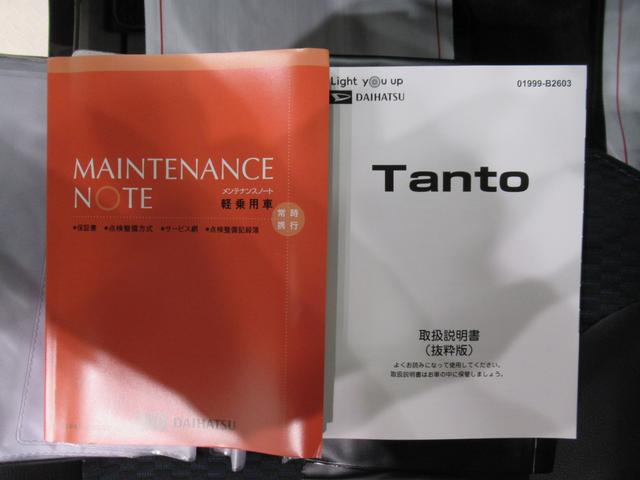 MAINTENANCE
NOTE
メンテナンスノート
軽乗用車
常時
携行
●保証書 ●点検整備方式 ●サービス網 ●点検整備記録簿
DAIHATSU
Light you up
DAIHATSU
01999-B2603
Tanto
取扱説明書
（抜粋版）
よくお読みになって使用してください。
取扱説明書はお車の中に保管しましょう。